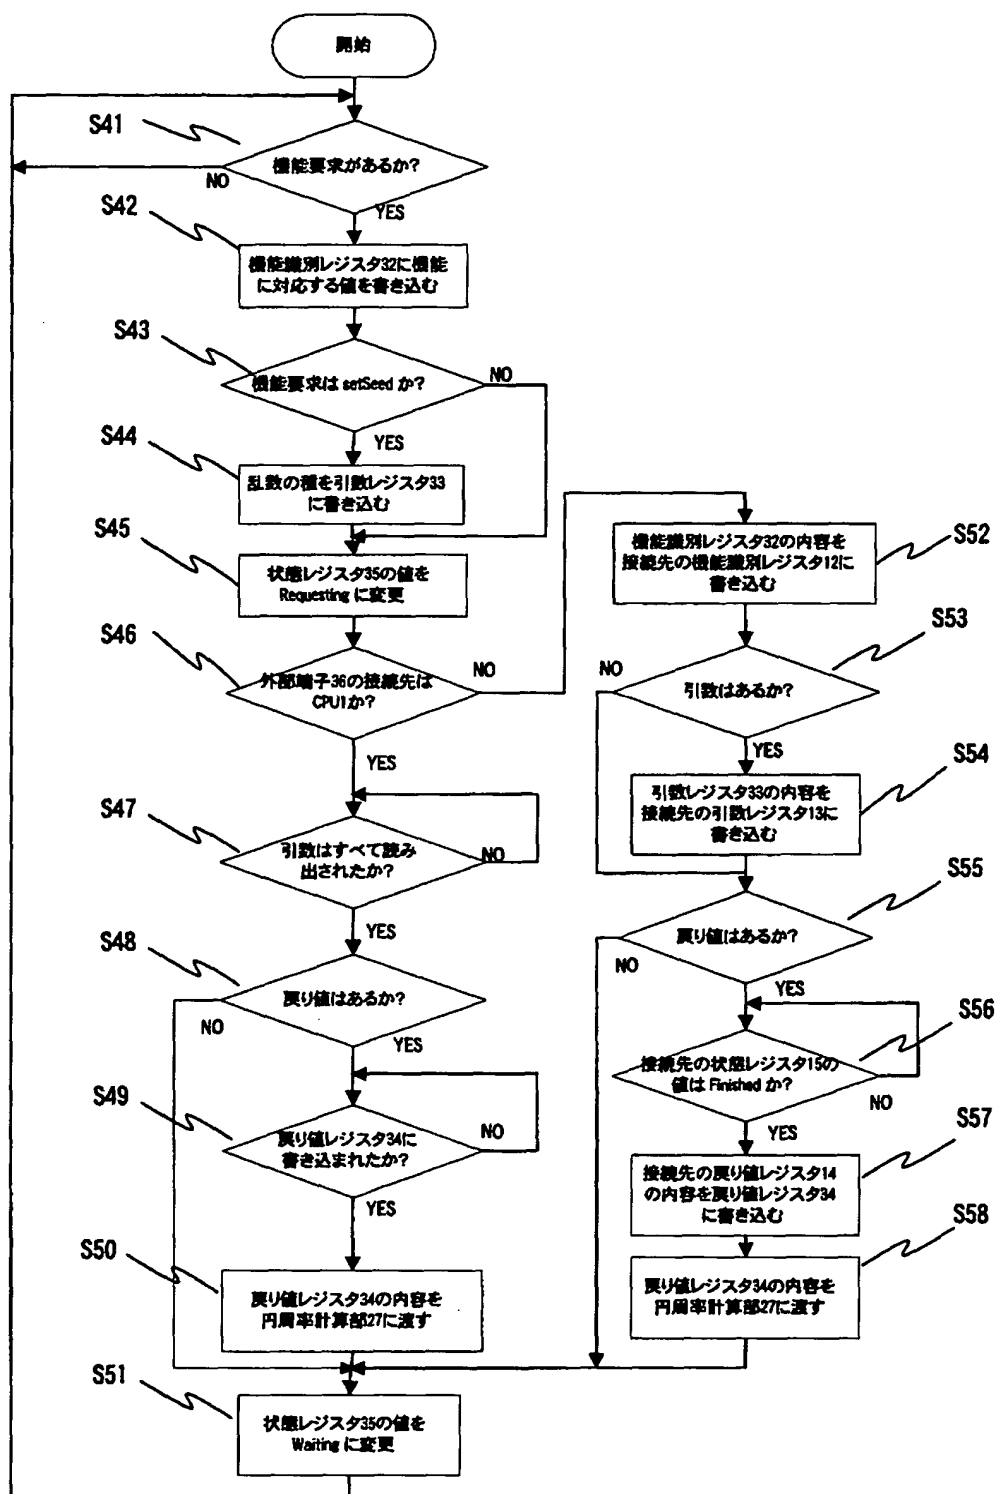 開始
S41
機能要求があるか?
NO
YES
S42
機能識別レジスタ32に機能
に対応する値を書き込む
S43
機能要求は setSeed か?
NO
YES
S44
乱数の種を引数レジスタ33
に書き込む
S45
状態レジスタ35の値を
Requesting に変更
S46
外部端子36の接続先は
CPU1か?
NO
YES
S47
引数はすべて読み
出されたか?
NO
YES
S48
戻り値はあるか?
NO
YES
S49
戻り値レジスタ34に
書き込まれたか?
NO
YES
S50
戻り値レジスタ34の内容を
円周率計算部27に渡す
S51
状態レジスタ35の値を
Waiting に変更
S52
機能識別レジスタ32の内容を
接続先の機能識別レジスタ12に
書き込む
S53
NO
引数はあるか?
YES
S54
引数レジスタ33の内容を
接続先の引数レジスタ13に
書き込む
S55
戻り値はあるか?
NO
YES
S56
接続先の状態レジスタ15の
値は Finished か?
NO
YES
S57
接続先の戻り値レジスタ14
の内容を戻り値レジスタ34
に書き込む
S58
戻り値レジスタ34の内容を
円周率計算部27に渡す